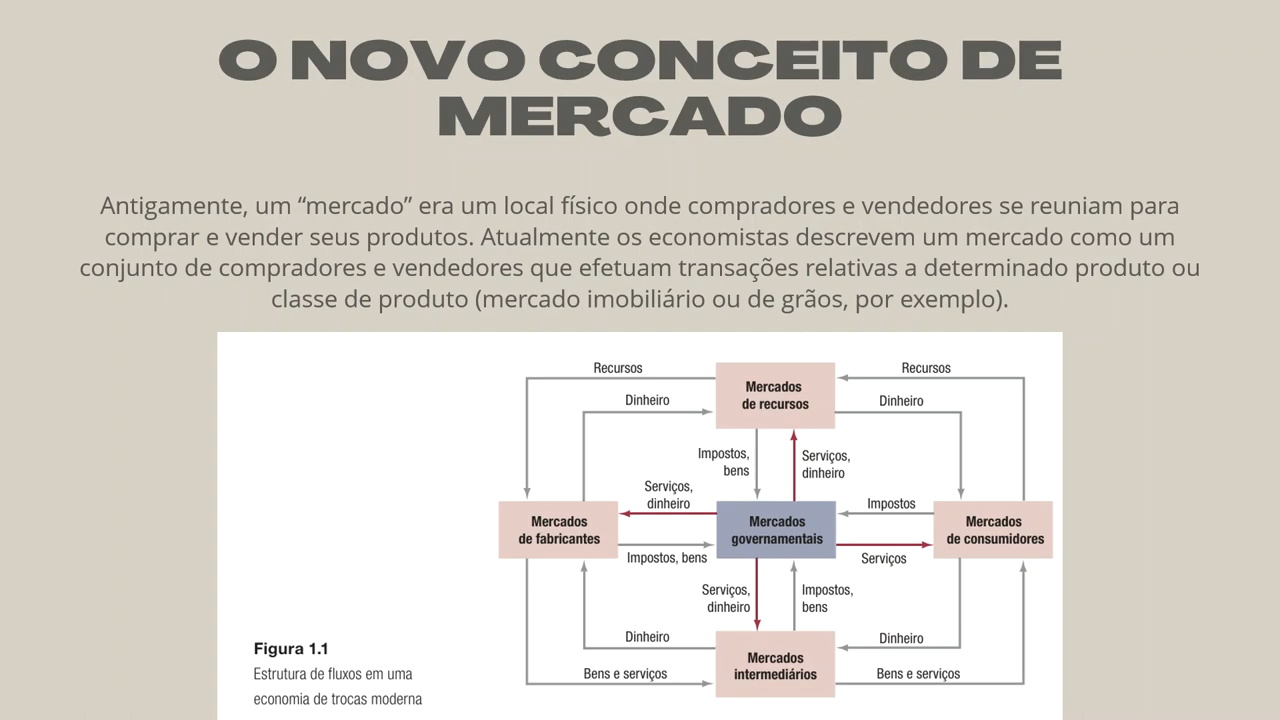 O NOVO CONCEITO DE
MERCADO
Antigamente, um “mercado” era um local físico onde compradores e vendedores se reuniam para
comprar e vender seus produtos. Atualmente os economistas descrevem um mercado como um
conjunto de compradores e vendedores que efetuam transações relativas a determinado produto ou
classe de produto (mercado imobiliário ou de grãos, por exemplo).
Recursos
Recursos
Mercados
de recursos
Dinheiro
Dinheiro
Impostos,
bens
Serviços,
dinheiro
Serviços,
dinheiro
Impostos
Mercados
de fabricantes
Mercados
governamentais
Mercados
de consumidores
Impostos, bens
Serviços
Serviços,
dinheiro
Impostos,
bens
Dinheiro
Dinheiro
Mercados
intermediários
Bens e serviços
Bens e serviços
Figura 1.1
Estrutura de fluxos em uma
economia de trocas moderna